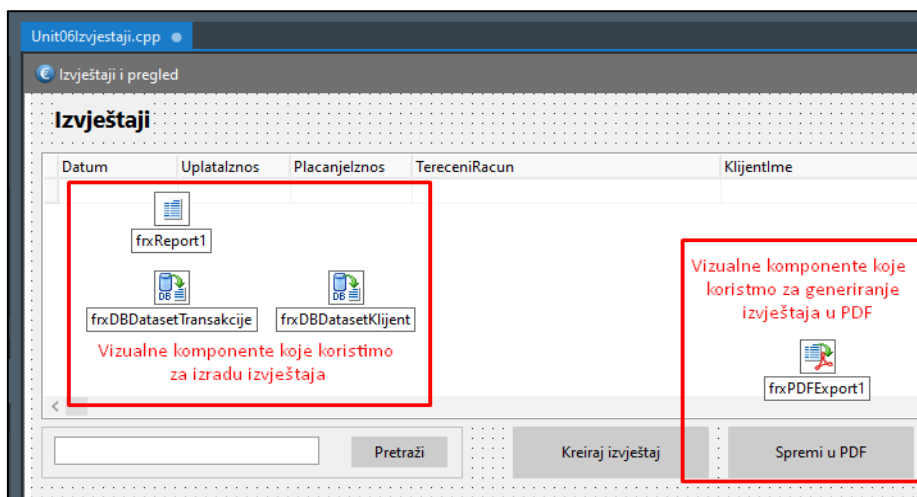 Unit06Izvjestaji.cpp
Izvještaji i pregled
Izvještaji
Datum UplataIznos PlacanjeIznos TereceniRacun KlijentIme
frxReport1
frxDBDatasetTransakcije frxDBDatasetKlijent
Vizualne komponente koje koristimo
za izradu izvještaja
Vizualne komponente koje
koristmo za generiranje
izvještaja u PDF
frxPDFExport1
Pretraži Kreiraj izvještaj Spremi u PDF